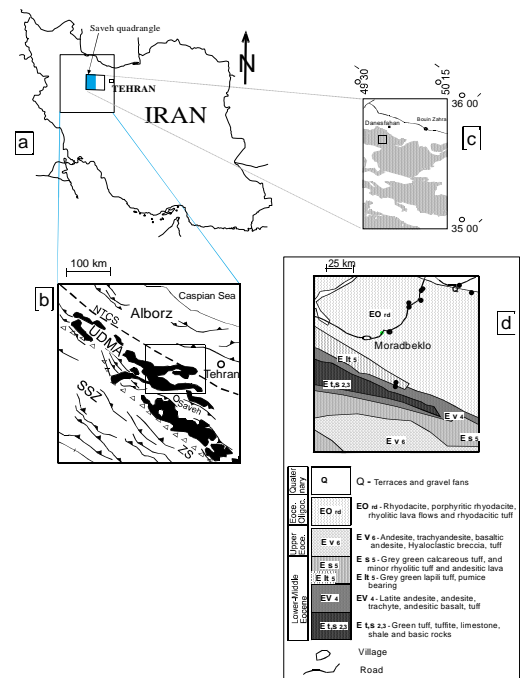 Saveh quadrangle
N
TEHRAN
IRAN
a
49 30
50 15
36 00
Danesfahan
Bouin Zahra
c
35 00
100 km
b
Caspian Sea
Alborz
NTCS
UDMA
Tehran
Saveh
SSZ
ZS
25 km
d
Q
EO rd
Moradbeklo
E lt 5
E t,s 2,3
E v 4
E s 5
E v 6
Quater
nary
Q
Q - Terraces and gravel fans
Eoce.
Oligoc.
EO rd
EO rd - Rhyodacite, porphyritic rhyodacite,
rhyolitic lava flows and rhyodacitic tuff
Upper
Eoce.
E v 6
E v 6 - Andesite, trachyandesite, basaltic
andesite, Hyaloclastic breccia, tuff
Lower-Middle
Eocene
E s 5
E s 5 - Grey green calcareous tuff, and
minor rhyolitic tuff and andesitic lava
E lt 5
E lt 5 - Grey green lapili tuff, pumice
bearing
EV 4
EV 4 - Latite andesite, andesite,
trachyte, andesitic basalt, tuff
E t,s 2,3
E t,s 2,3 - Green tuff, tuffite, limestone,
shale and basic rocks
Village
Road